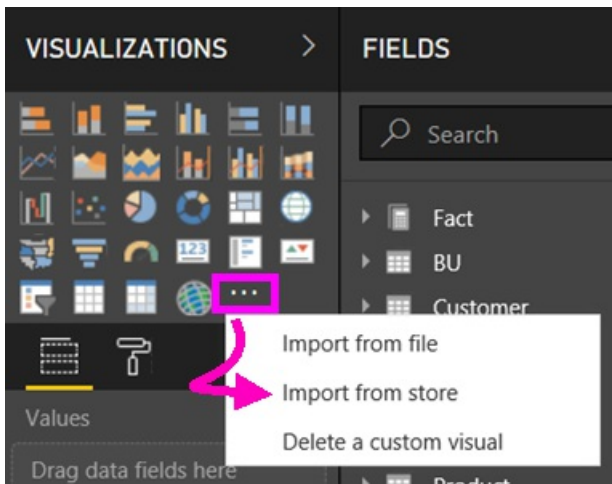 VISUALIZATIONS
FIELDS
Search
123
Fact
BU
Customer
Import from file
Import from store
Delete a custom visual
Values
Drag data fields here
Product